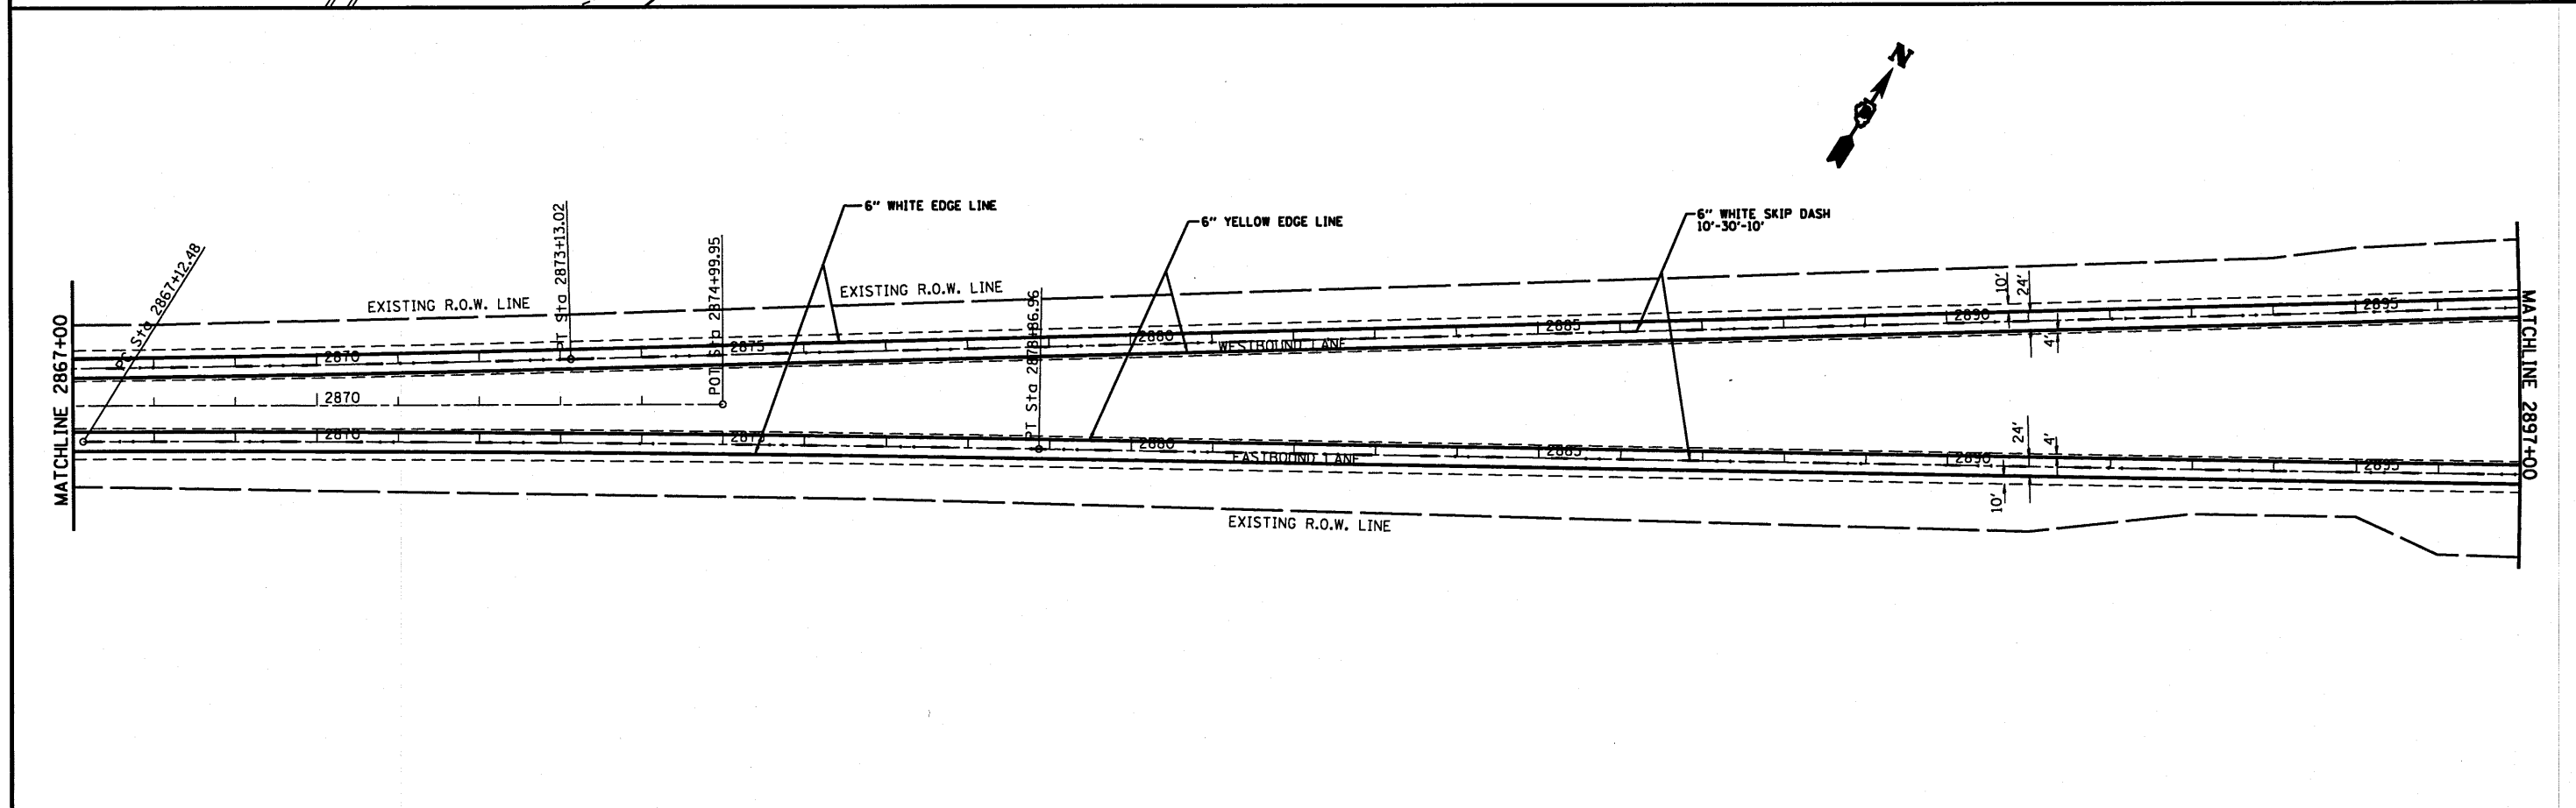 N
6" WHITE EDGE LINE
6" YELLOW EDGE LINE
6" WHITE SKIP DASH
10'-30'-10'
PC Sta 2867+12.48
PT Sta 2873+13.02
POT Sta 2874+99.95
PT Sta 2878+86.96
EXISTING R.O.W. LINE
EXISTING R.O.W. LINE
MATCHLINE 2867+00
MATCHLINE 2897+00
10'
24'
4'
2870
2875
2880
2885
2890
2895
WESTBOUND LANE
2870
2870
2875
2880
2885
2890
2895
EASTBOUND LANE
24'
4'
10'
EXISTING R.O.W. LINE